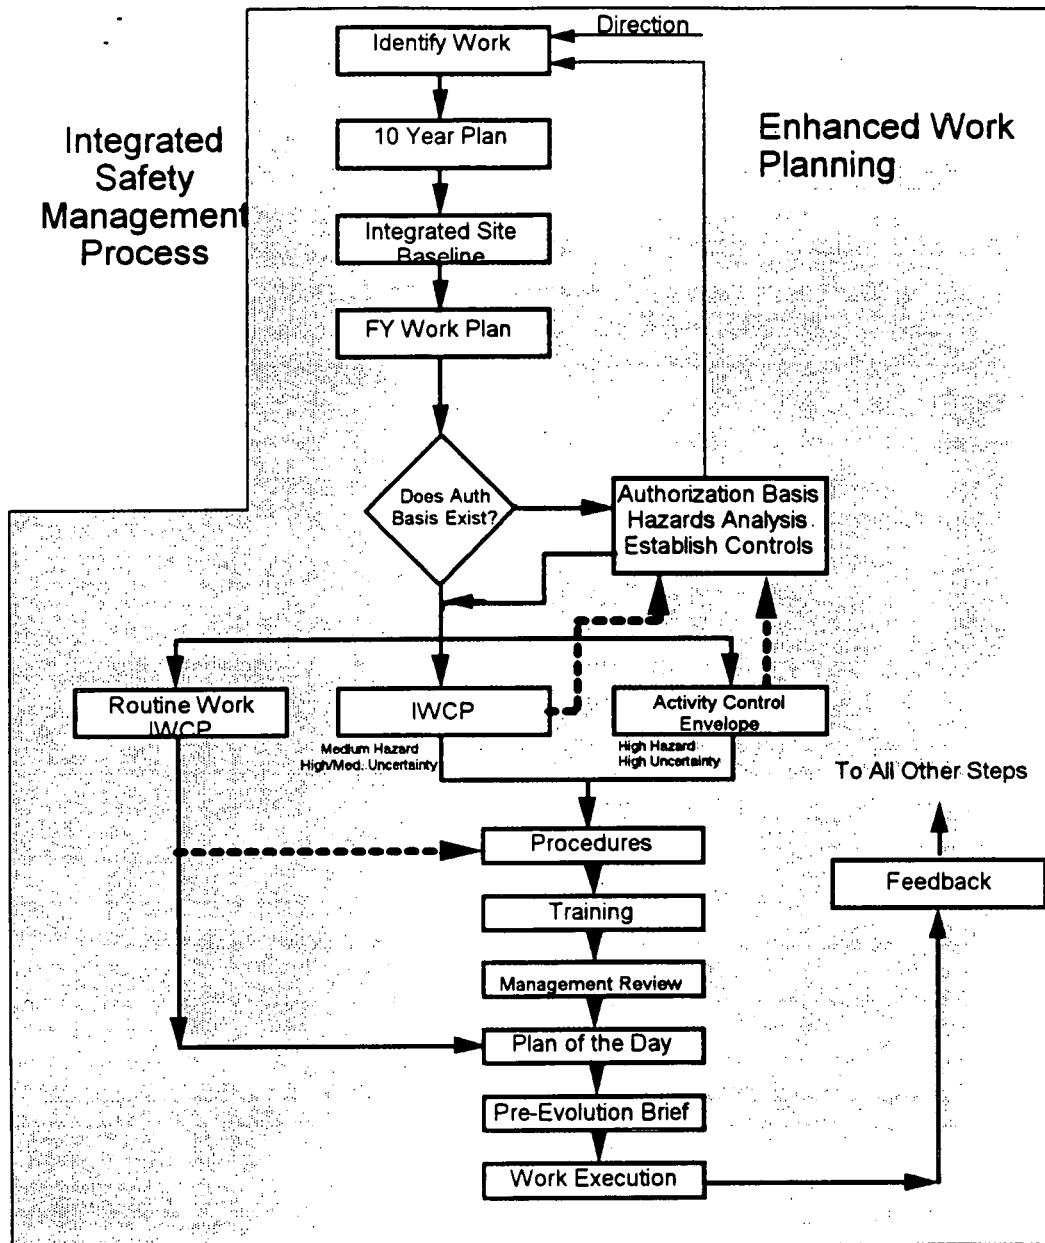 Direction
Identify Work
Integrated
Safety
Management
Process
Enhanced Work
Planning
10 Year Plan
Integrated Site
Baseline
FY Work Plan
Does Auth
Basis Exist?
Authorization Basis
Hazards Analysis
Establish Controls
Routine Work
IWCP
IWCP
Medium Hazard
High/Med. Uncertainty
Activity Control
Envelope
High Hazard
High Uncertainty
To All Other Steps
Procedures
Feedback
Training
Management Review
Plan of the Day
Pre-Evolution Brief
Work Execution